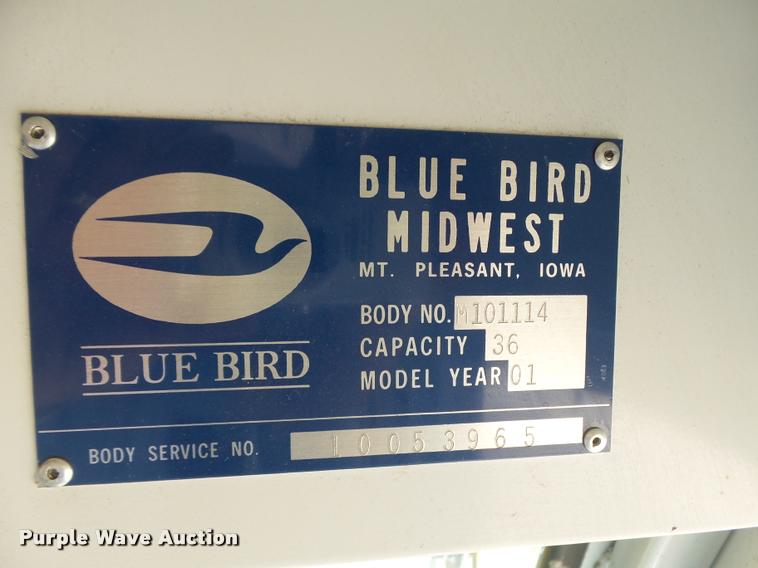 BLUE BIRD
MIDWEST
MT. PLEASANT, IOWA
BODY NO. M101114
CAPACITY 36
MODEL YEAR 01
BLUE BIRD
BODY SERVICE NO. 10053965
Purple Wave Auction